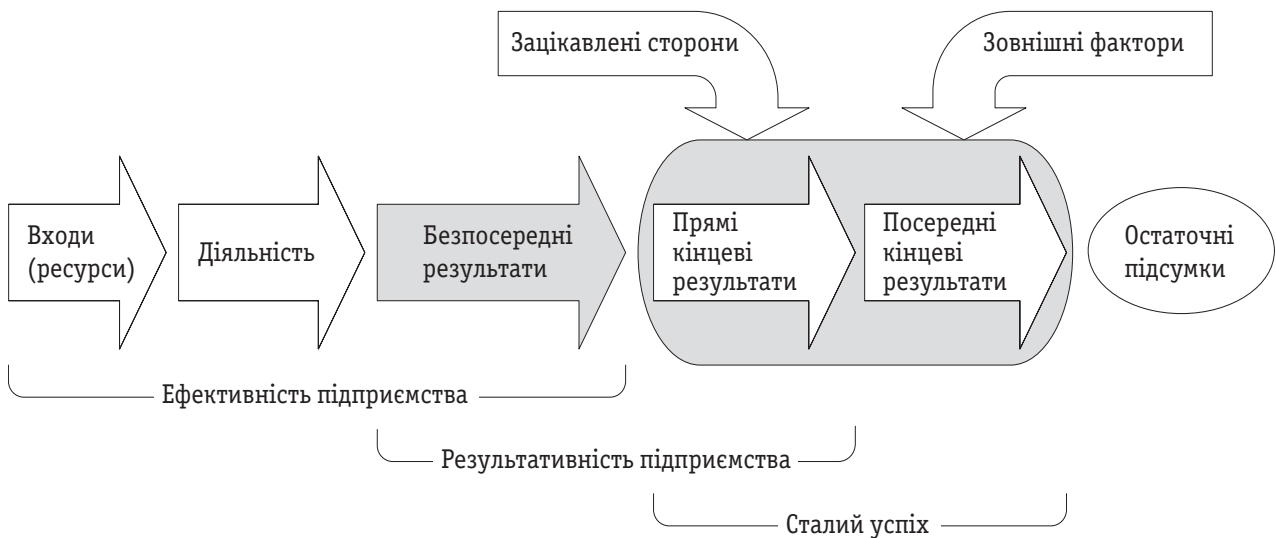 Зацікавлені сторони
Зовнішні фактори
Входи
(ресурси)
Діяльність
Безпосередні
результати
Прямі
кінцеві
результати
Посередні
кінцеві
результати
Остаточні
підсумки
Ефективність підприємства
Результативність підприємства
Сталий успіх